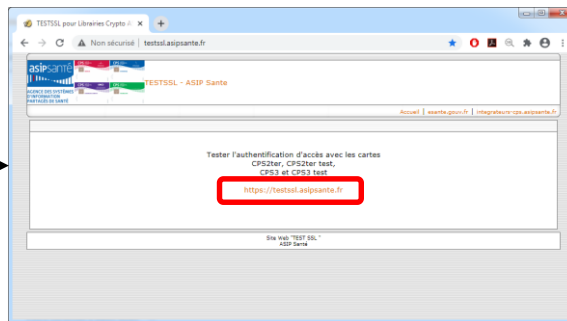 TESTSSL pour Librairies Crypto A
Non sécurisé | testssl.asipsante.fr
asipsanté
AGENCE DES SYSTÈMES
D'INFORMATION
PARTAGÉS DE SANTÉ
TESTSSL - ASIP Sante
Accueil | esante.gouv.fr | integrateurs-cps.asipsante.fr
Tester l'authentification d'accès avec les cartes
CPS2ter, CPS2ter test,
CPS3 et CPS3 test
https://testssl.asipsante.fr
Site Web "TEST SSL "
ASIP Santé